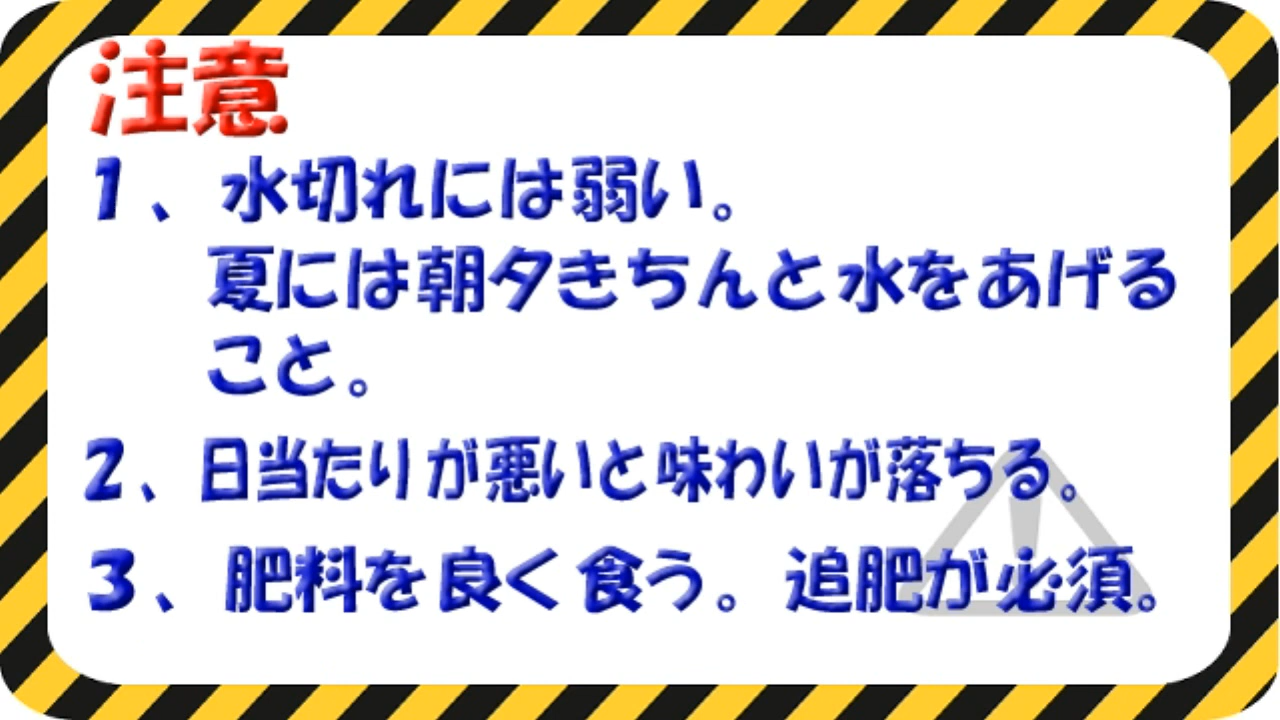 注意
1、水切れには弱い。
夏には朝夕きちんと水をあげる
こと。
2、日当たりが悪いと味わいが落ちる。
3、肥料を良く食う。追肥が必須。